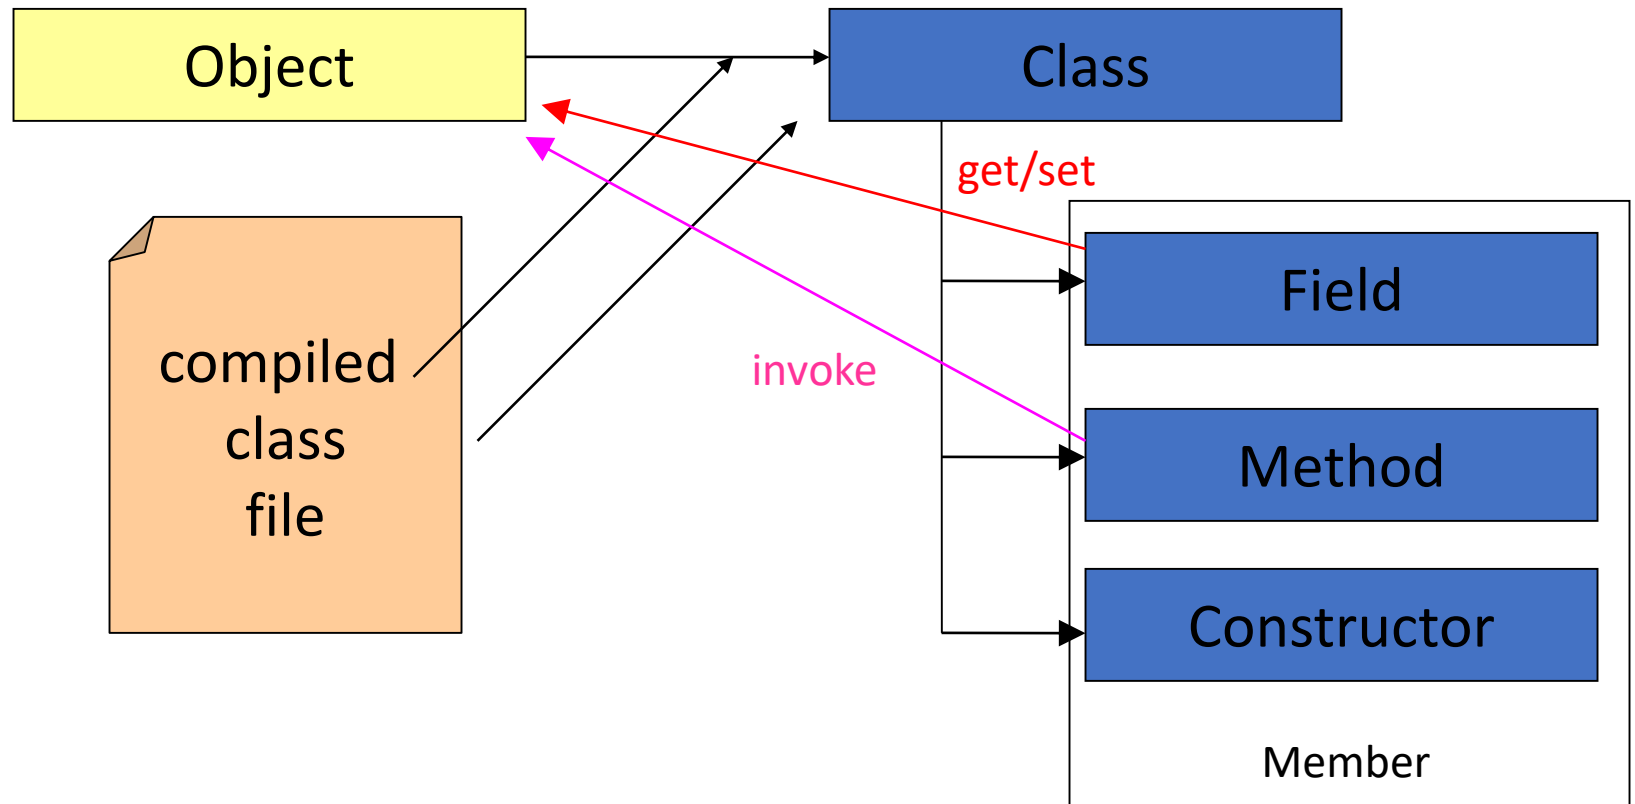 Object
Class
get/set
Field
compiled
class
file
invoke
Method
Constructor
Member